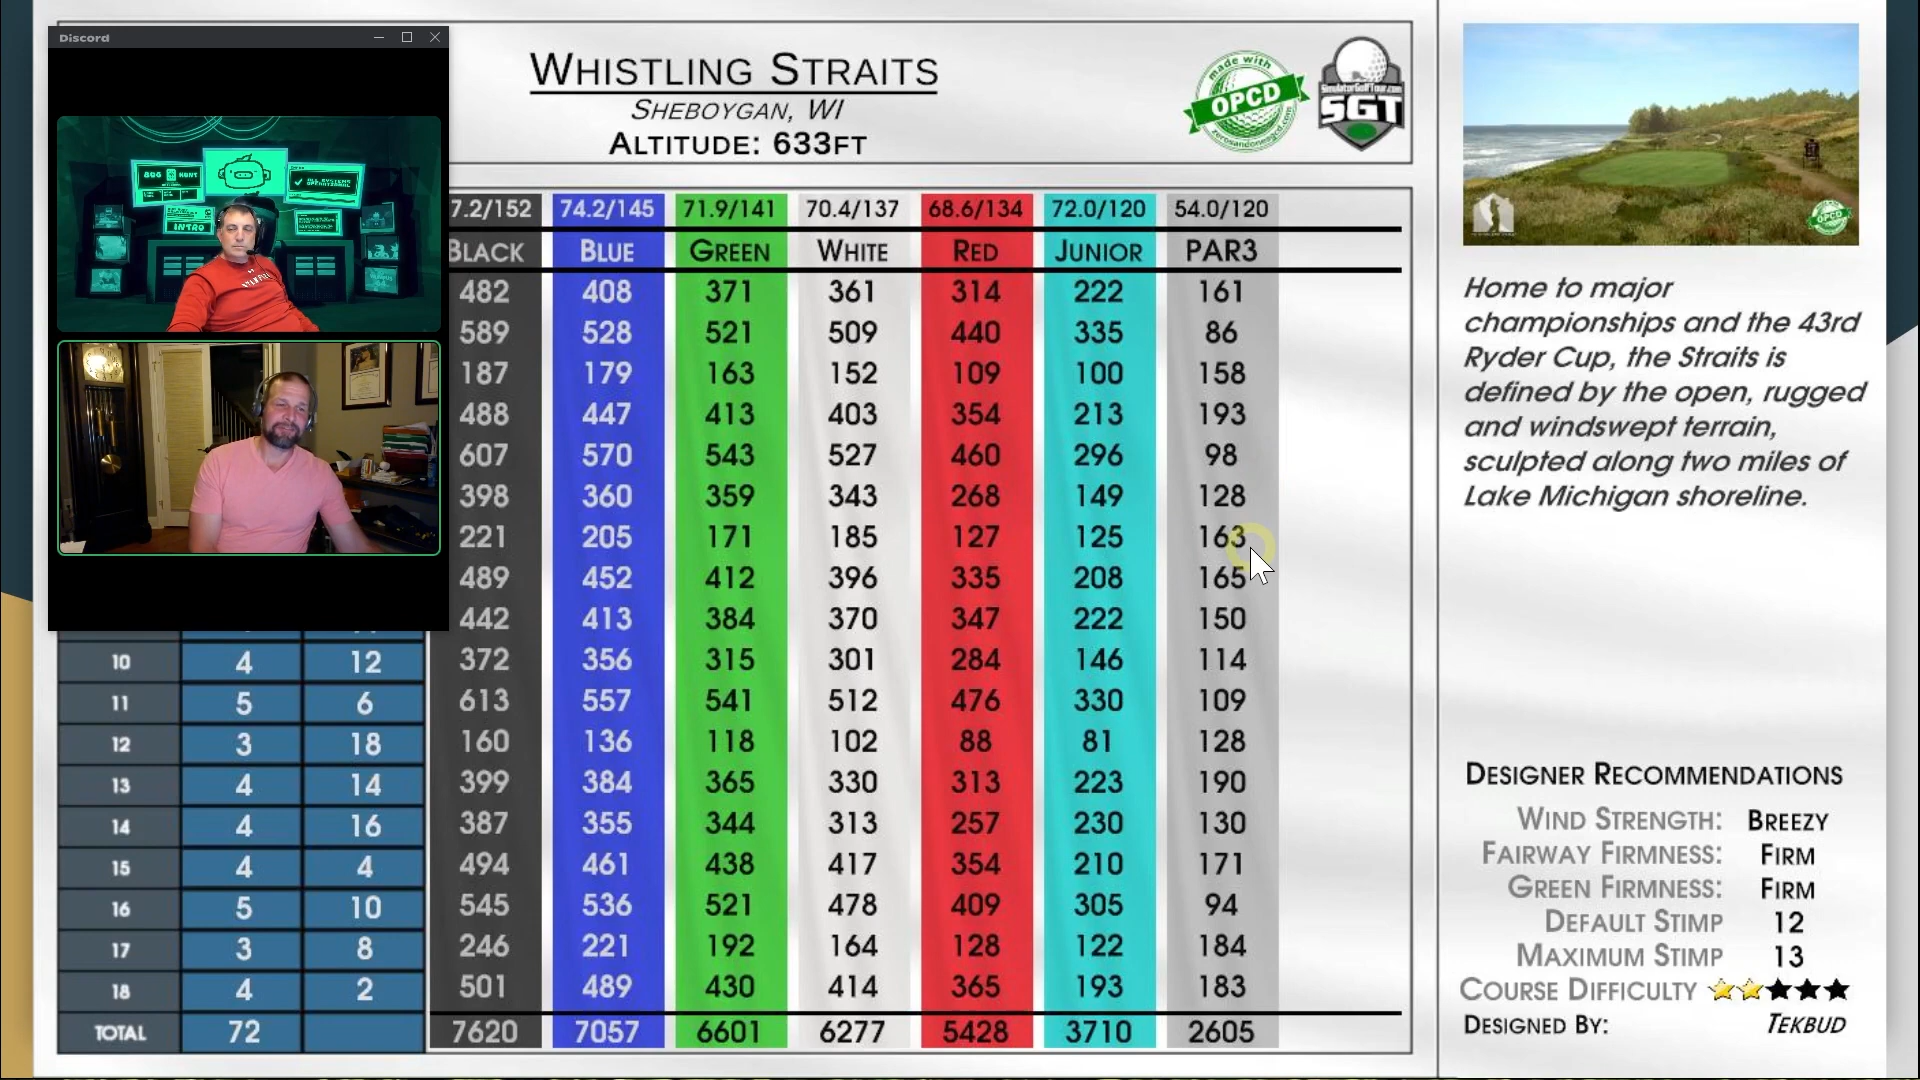 Discord
WHISTLING STRAITS
SHEBOYGAN, WI
ALTITUDE: 633FT
made with
OPCD
zerosandonesgcd.com
SimulatorGolfTour.com
SGT
INTRO
7.2/152 74.2/145 71.9/141 70.4/137 68.6/134 72.0/120 54.0/120
BLACK BLUE GREEN WHITE RED JUNIOR PAR3
482 408 371 361 314 222 161
589 528 521 509 440 335 86
187 179 163 152 109 100 158
488 447 413 403 354 213 193
607 570 543 527 460 296 98
398 360 359 343 268 149 128
221 205 171 185 127 125 163
489 452 412 396 335 208 165
442 413 384 370 347 222 150
10 4 12 372 356 315 301 284 146 114
11 5 6 613 557 541 512 476 330 109
12 3 18 160 136 118 102 88 81 128
13 4 14 399 384 365 330 313 223 190
14 4 16 387 355 344 313 257 230 130
15 4 4 494 461 438 417 354 210 171
16 5 10 545 536 521 478 409 305 94
17 3 8 246 221 192 164 128 122 184
18 4 2 501 489 430 414 365 193 183
TOTAL 72 7620 7057 6601 6277 5428 3710 2605
OPCD
Home to major
championships and the 43rd
Ryder Cup, the Straits is
defined by the open, rugged
and windswept terrain,
sculpted along two miles of
Lake Michigan shoreline.
DESIGNER RECOMMENDATIONS
WIND STRENGTH: BREEZY
FAIRWAY FIRMNESS: FIRM
GREEN FIRMNESS: FIRM
DEFAULT STIMP 12
MAXIMUM STIMP 13
COURSE DIFFICULTY
DESIGNED BY: TEKBUD